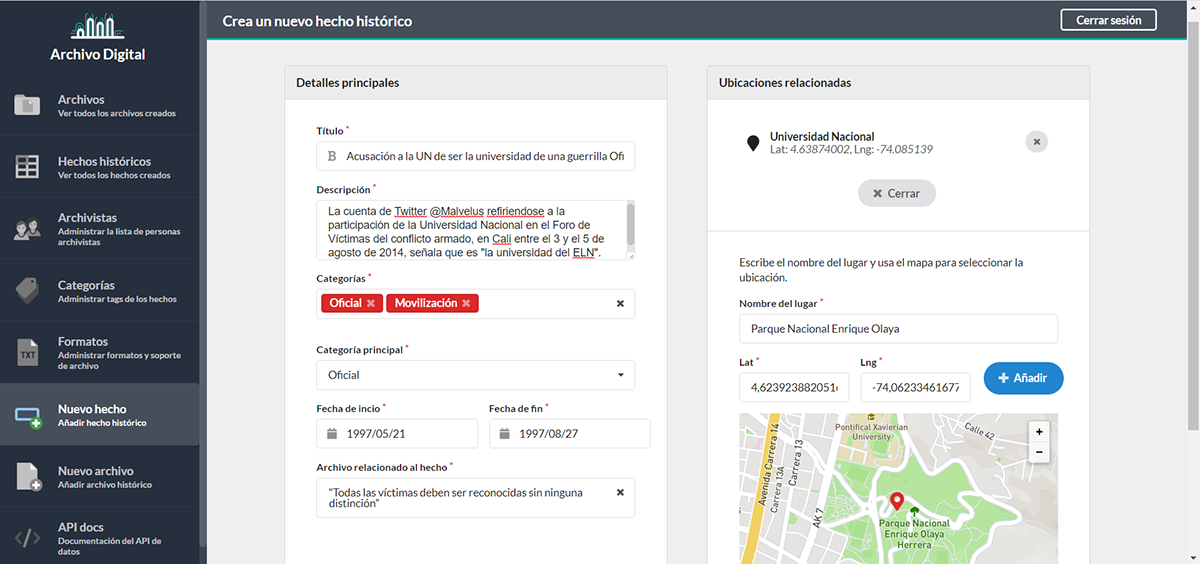 Archivo Digital
Archivos
Ver todos los archivos creados
Hechos históricos
Ver todos los hechos creados
Archivistas
Administrar la lista de personas
archivistas
Categorías
Administrar tags de los hechos
TXT
Formatos
Administrar formatos y soporte
de archivo
Nuevo hecho
Añadir hecho histórico
Nuevo archivo
Añadir archivo histórico
API docs
Documentación del API de
datos
Crea un nuevo hecho histórico
Cerrar sesión
Detalles principales
Título *
B Acusación a la UN de ser la universidad de una guerrilla Ofi
Descripción *
La cuenta de Twitter @Malvelus refiriendose a la
participación de la Universidad Nacional en el Foro de
Víctimas del conflicto armado, en Cali entre el 3 y el 5 de
agosto de 2014, señala que es "la universidad del ELN".
Categorías *
Oficial × Movilización ×
Categoría principal *
Oficial
Fecha de incio * Fecha de fin *
1997/05/21 1997/08/27
Archivo relacionado al hecho *
“Todas las víctimas deben ser reconocidas sin ninguna
distinción”
Ubicaciones relacionadas
Universidad Nacional
Lat: 4.63874002, Lng: -74.085139
× Cerrar
Escribe el nombre del lugar y usa el mapa para seleccionar la
ubicación.
Nombre del lugar *
Parque Nacional Enrique Olaya
Lat * Lng *
4,62392388205 -74,06233461677
+ Añadir
Pontifical Xavierian
University
Calle 42
Avenida Carrera 14
Carrera 13A
Carrera 13
AK 7
Parque Nacional
Enrique Olaya
Herrera
+
−